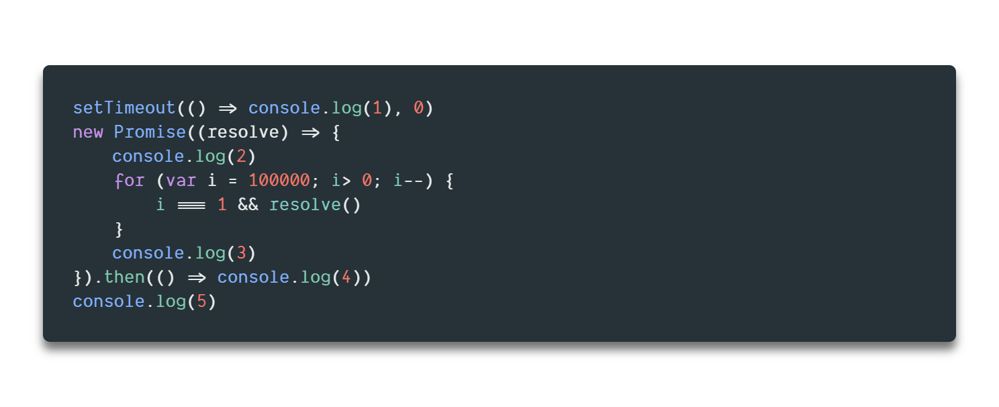 setTimeout(() => console.log(1), 0)
new Promise((resolve) => {
    console.log(2)
    for (var i = 100000; i> 0; i--) {
        i === 1 && resolve()
    }
    console.log(3)
}).then(() => console.log(4))
console.log(5)